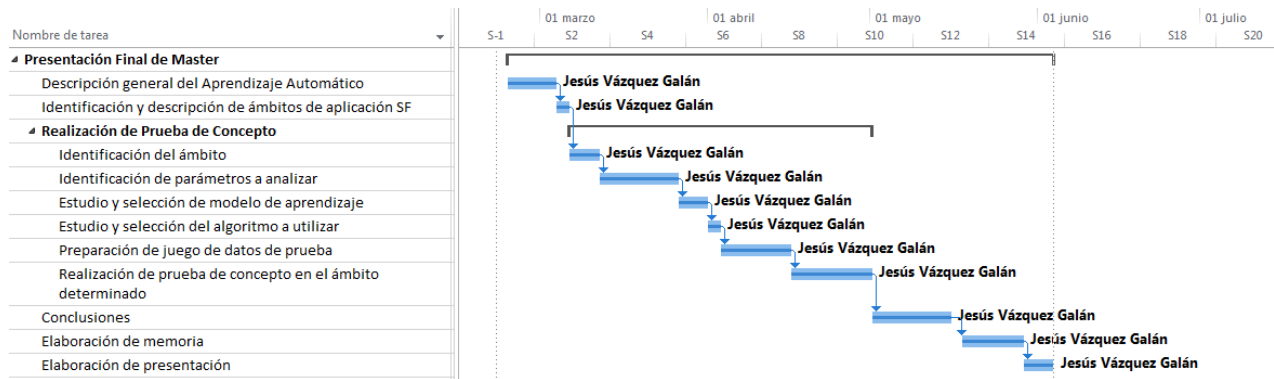 01 marzo 01 abril 01 mayo 01 junio 01 julio
Nombre de tarea S-1 S2 S4 S6 S8 S10 S12 S14 S16 S18 S20
Presentación Final de Master
Descripción general del Aprendizaje Automático Jesús Vázquez Galán
Identificación y descripción de ámbitos de aplicación SF Jesús Vázquez Galán
Realización de Prueba de Concepto
Identificación del ámbito Jesús Vázquez Galán
Identificación de parámetros a analizar Jesús Vázquez Galán
Estudio y selección de modelo de aprendizaje Jesús Vázquez Galán
Estudio y selección del algoritmo a utilizar Jesús Vázquez Galán
Preparación de juego de datos de prueba Jesús Vázquez Galán
Realización de prueba de concepto en el ámbito Jesús Vázquez Galán
determinado
Conclusiones Jesús Vázquez Galán
Elaboración de memoria Jesús Vázquez Galán
Elaboración de presentación Jesús Vázquez Galán